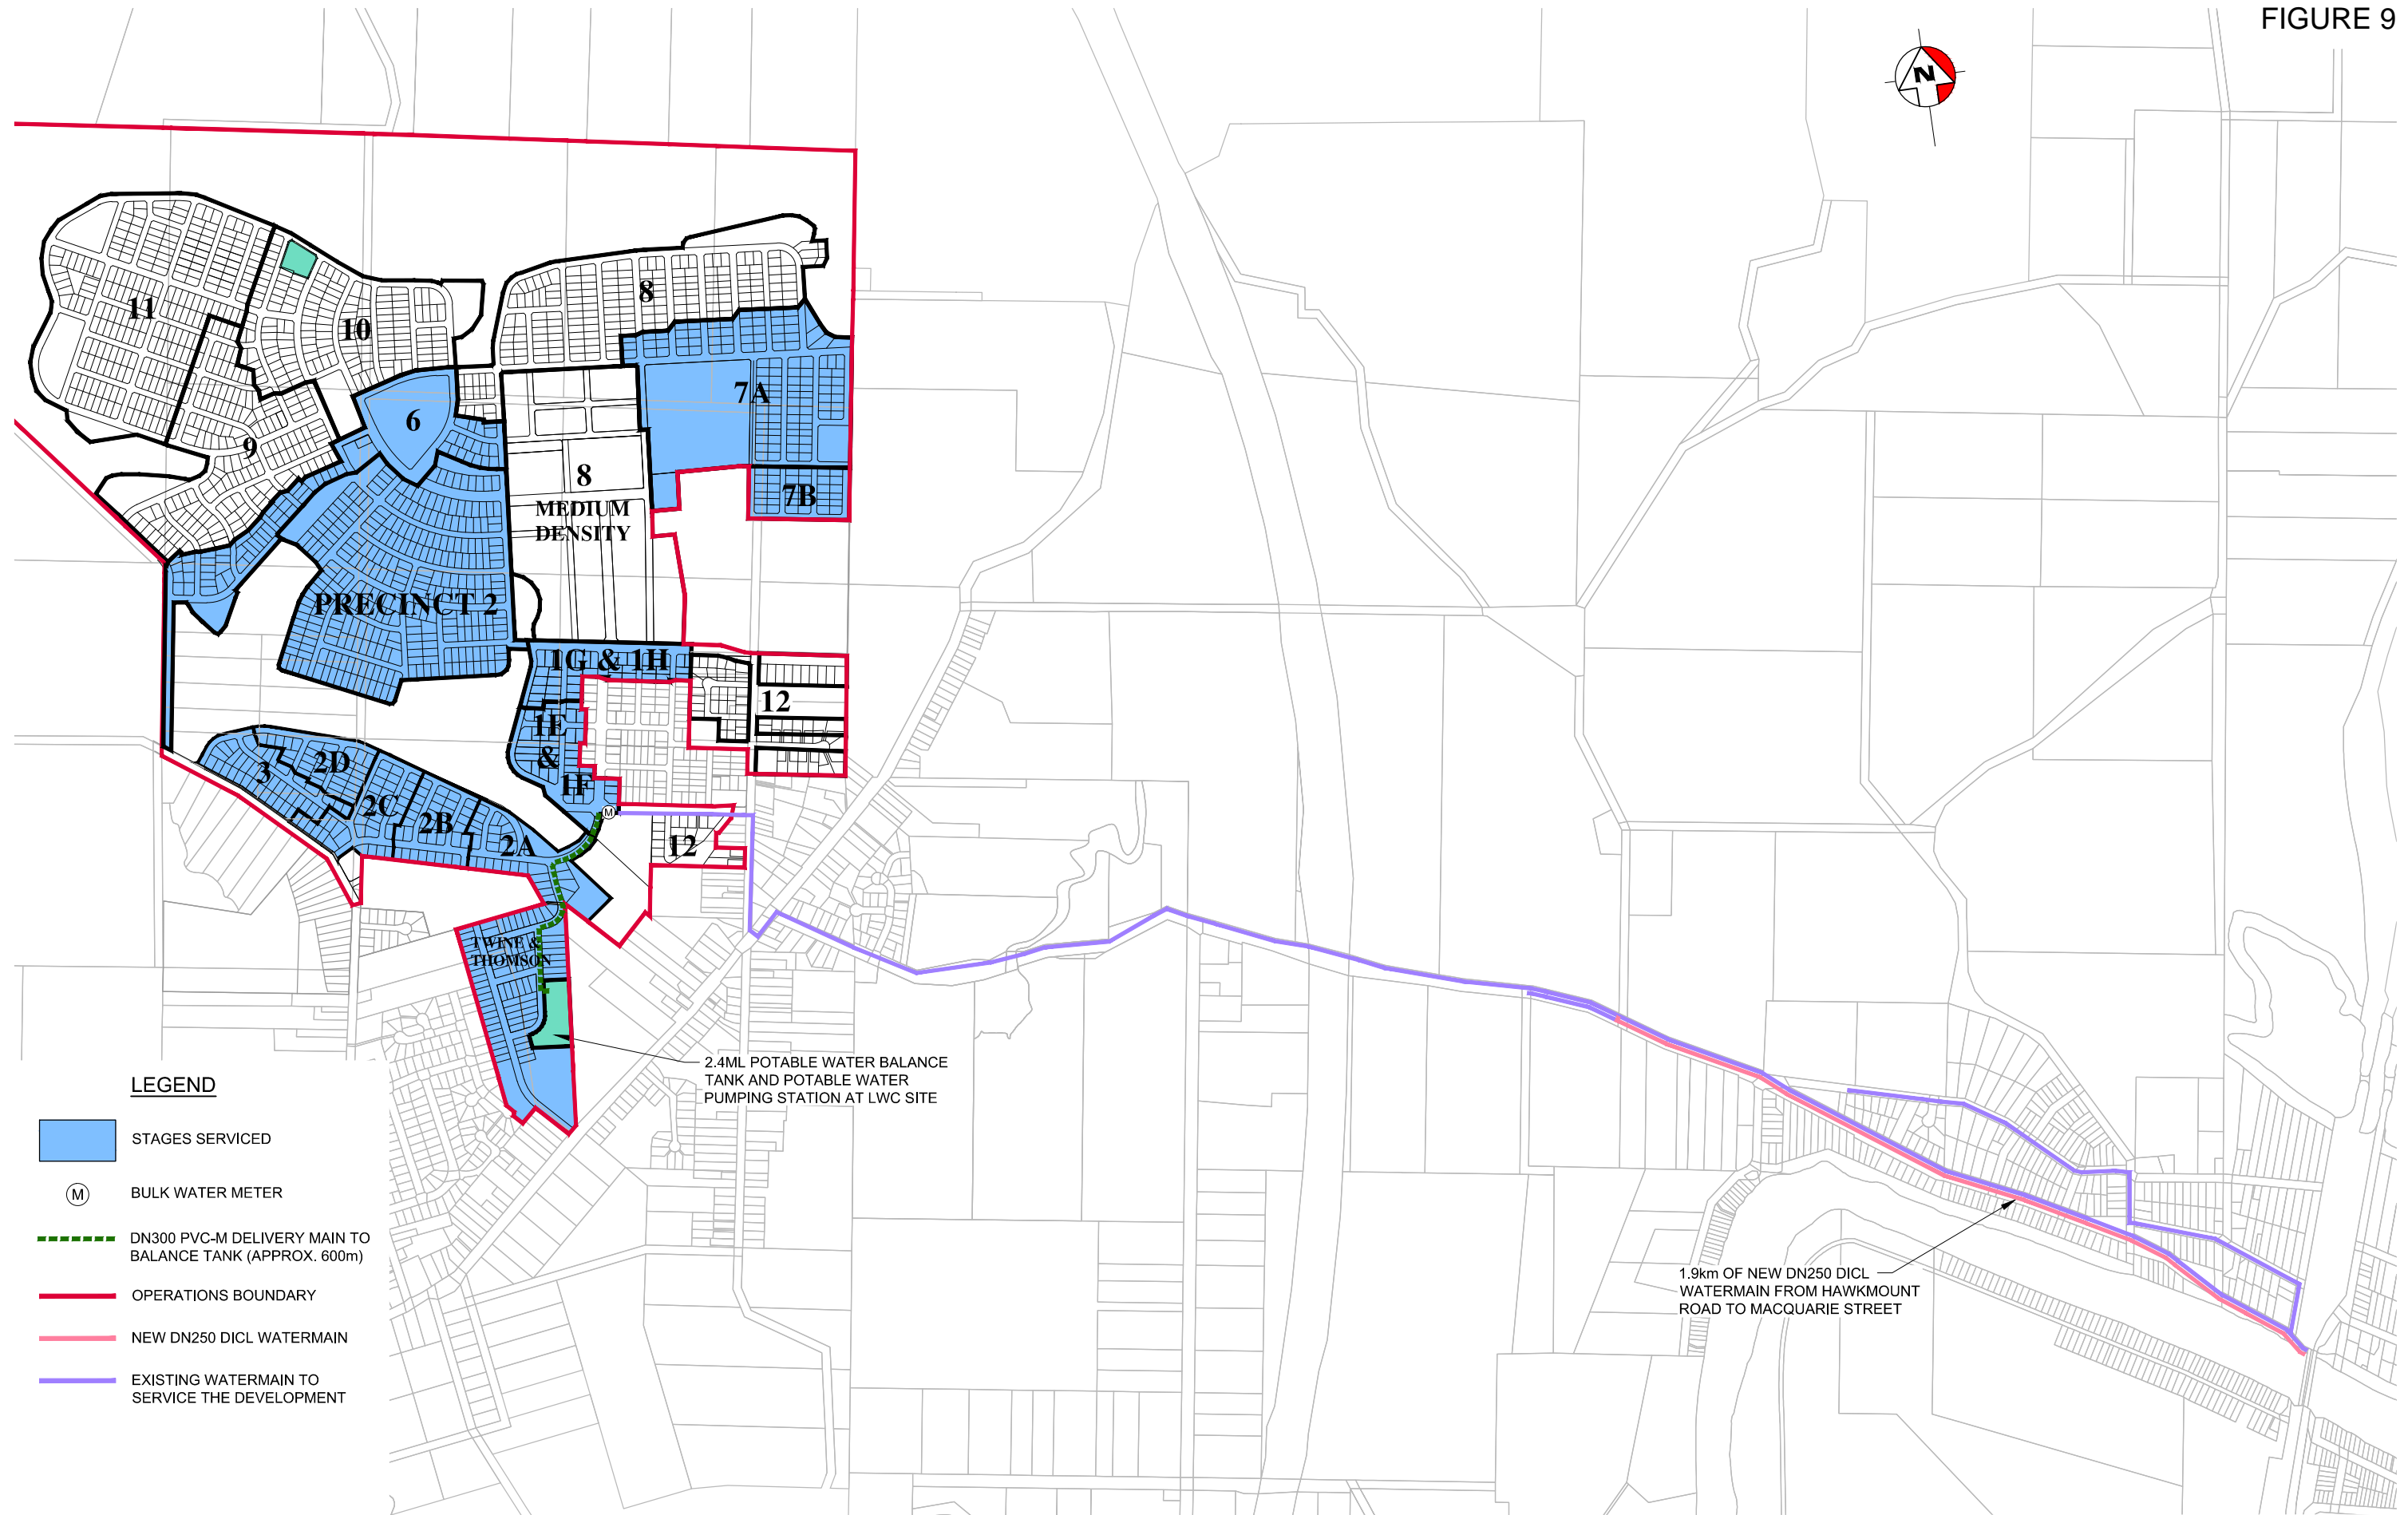 FIGURE 9
N
11
10
8
6
7A
9
8
MEDIUM
DENSITY
7B
PRECINCT 2
1G & 1H
12
1E
&
1F
2D
3
2C
2B
2A
M
12
TWINE &
THOMSON
2.4ML POTABLE WATER BALANCE
TANK AND POTABLE WATER
PUMPING STATION AT LWC SITE
1.9km OF NEW DN250 DICL
WATERMAIN FROM HAWKMOUNT
ROAD TO MACQUARIE STREET
LEGEND
STAGES SERVICED
M
BULK WATER METER
DN300 PVC-M DELIVERY MAIN TO
BALANCE TANK (APPROX. 600m)
OPERATIONS BOUNDARY
NEW DN250 DICL WATERMAIN
EXISTING WATERMAIN TO
SERVICE THE DEVELOPMENT